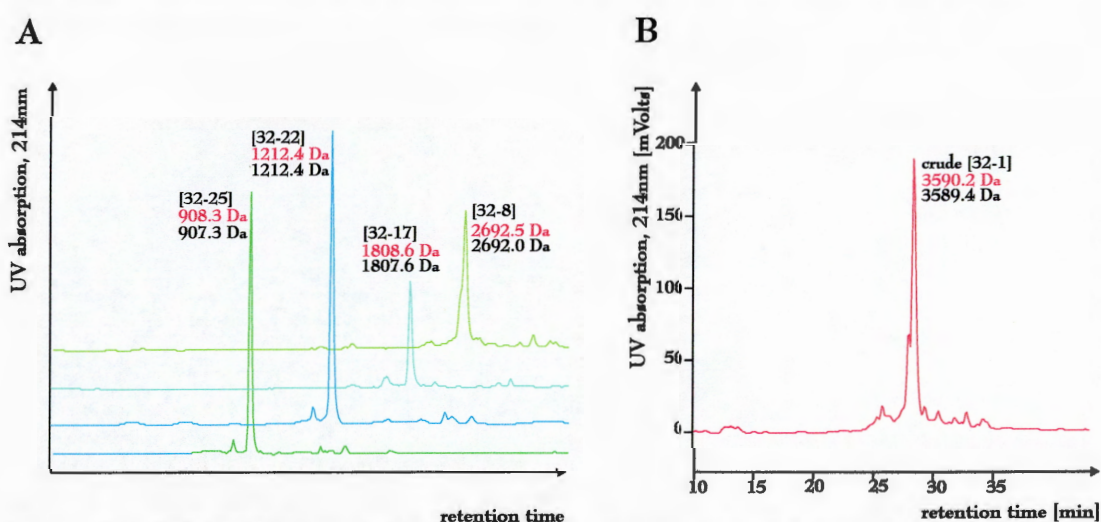 A
UV absorption, 214nm
[32-25]
908.3 Da
907.3 Da
[32-22]
1212.4 Da
1212.4 Da
[32-17]
1808.6 Da
1807.6 Da
[32-8]
2692.5 Da
2692.0 Da
retention time
B
UV absorption, 214nm [mVolts]
200
150
100
50
0
crude [32-1]
3590.2 Da
3589.4 Da
10 15 20 25 30 35
retention time [min]